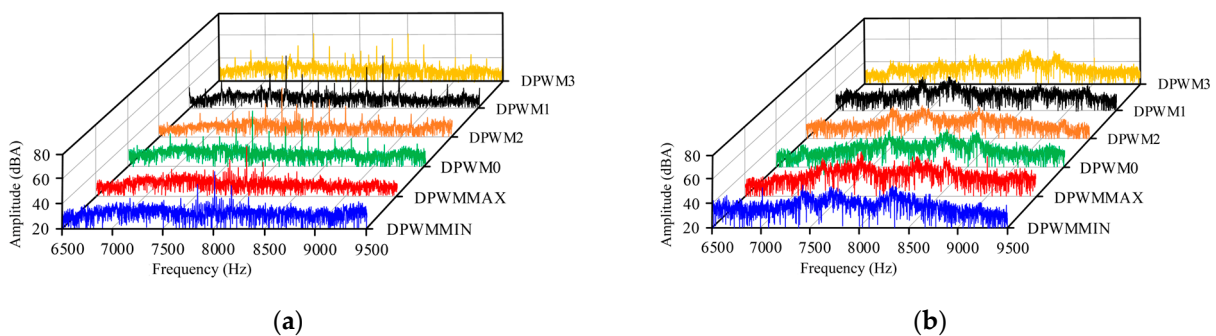 80
60
40
20
Amplitude (dBA)
6500 7000 7500 8000 8500 9000 9500
Frequency (Hz)
DPWM3
DPWM1
DPWM2
DPWM0
DPWMMAX
DPWMMIN
(a)
80
60
40
20
Amplitude (dBA)
6500 7000 7500 8000 8500 9000 9500
Frequency (Hz)
DPWM3
DPWM1
DPWM2
DPWM0
DPWMMAX
DPWMMIN
(b)